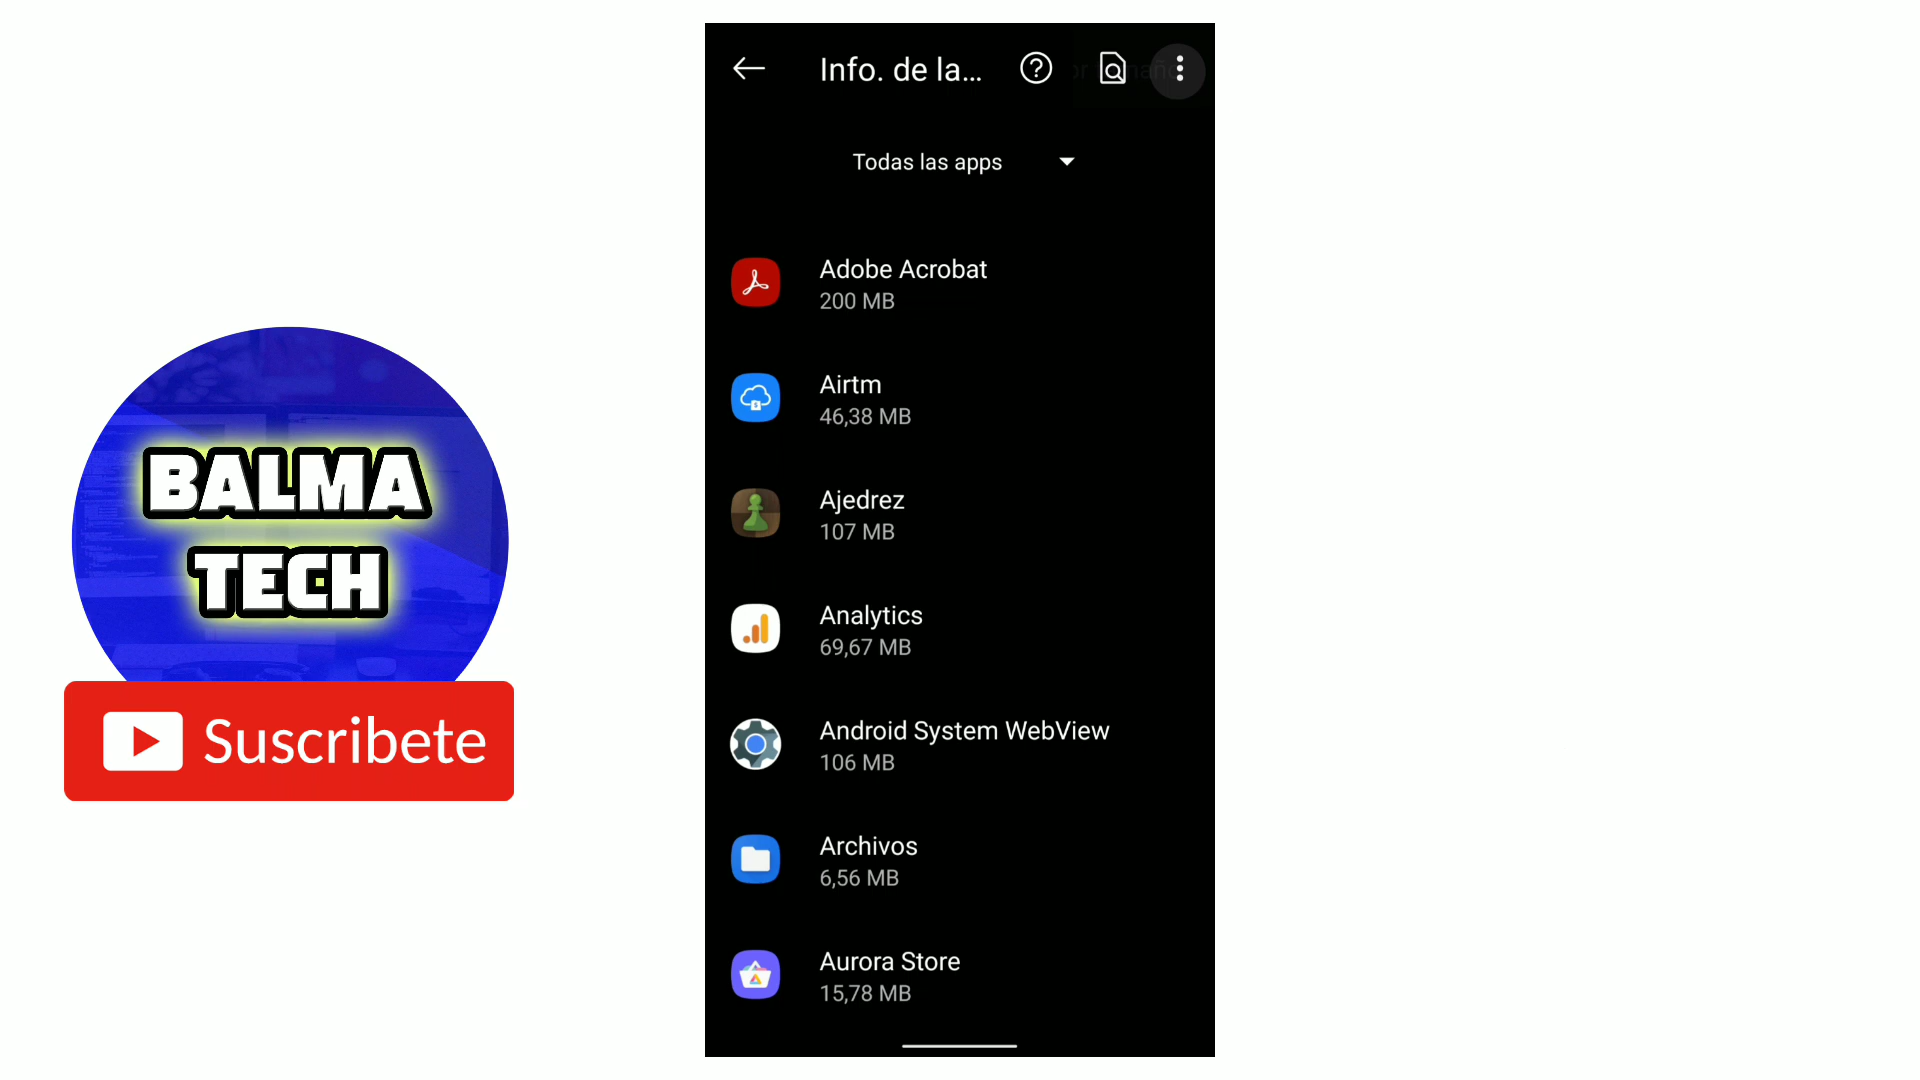 Info. de la...
Todas las apps
Adobe Acrobat
200 MB
Airtm
46,38 MB
Ajedrez
107 MB
Analytics
69,67 MB
Android System WebView
106 MB
Archivos
6,56 MB
Aurora Store
15,78 MB
BALMA
TECH
Suscribete